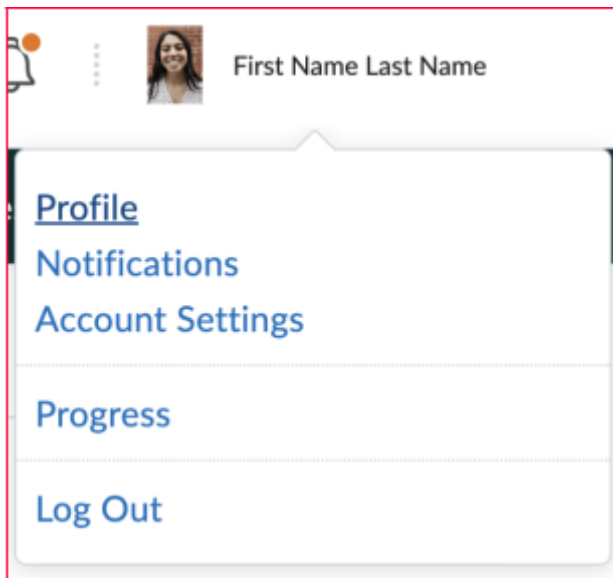 First Name Last Name
Profile
Notifications
Account Settings
Progress
Log Out